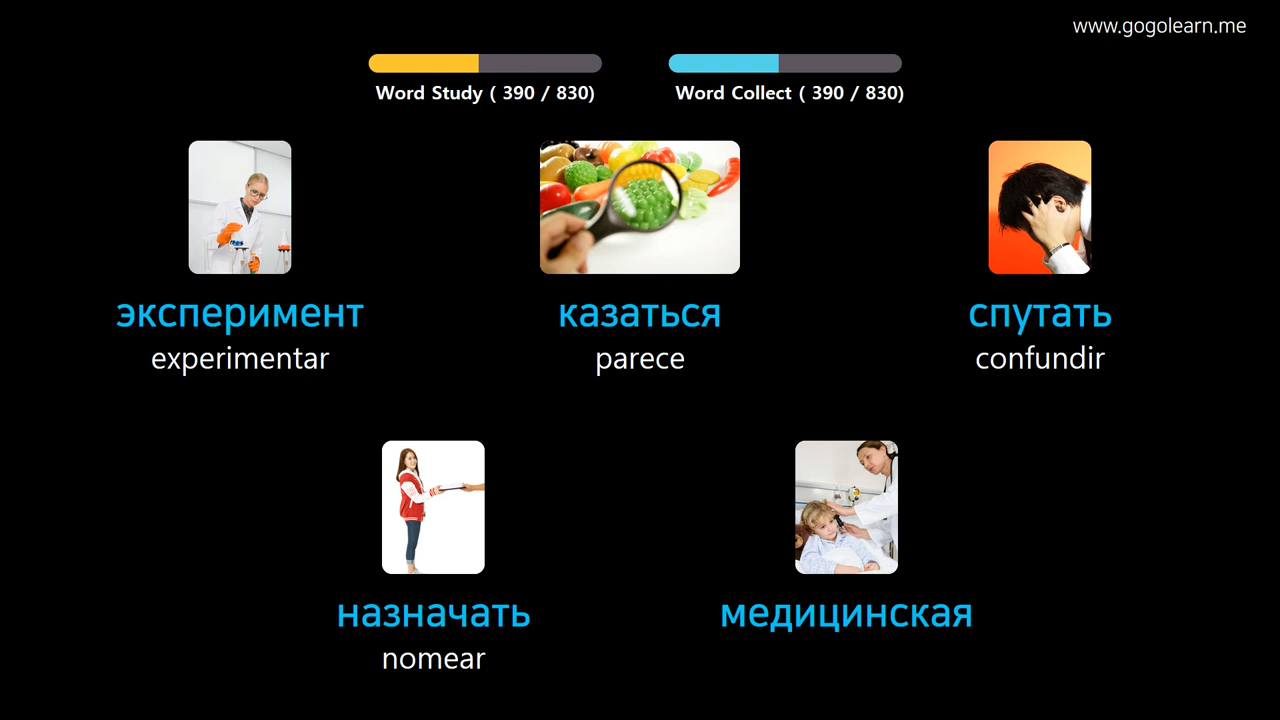 www.gogolearn.me
Word Study ( 390 / 830)
Word Collect ( 390 / 830)
эксперимент
experimentar
казаться
parece
спутать
confundir
назначать
nomear
медицинская